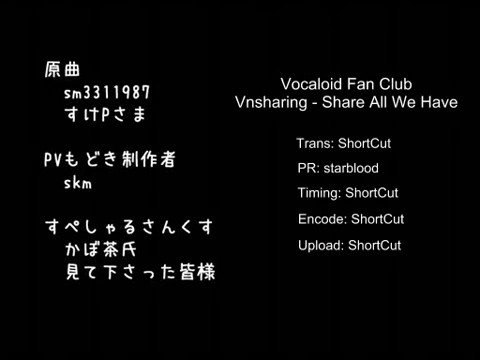 原曲
sm3311987
すけPさま
PVもどき制作者
skm
すぺしゃるさんくす
かぼ茶氏
見て下さった皆様
Vocaloid Fan Club
Vnsharing - Share All We Have
Trans: ShortCut
PR: starblood
Timing: ShortCut
Encode: ShortCut
Upload: ShortCut